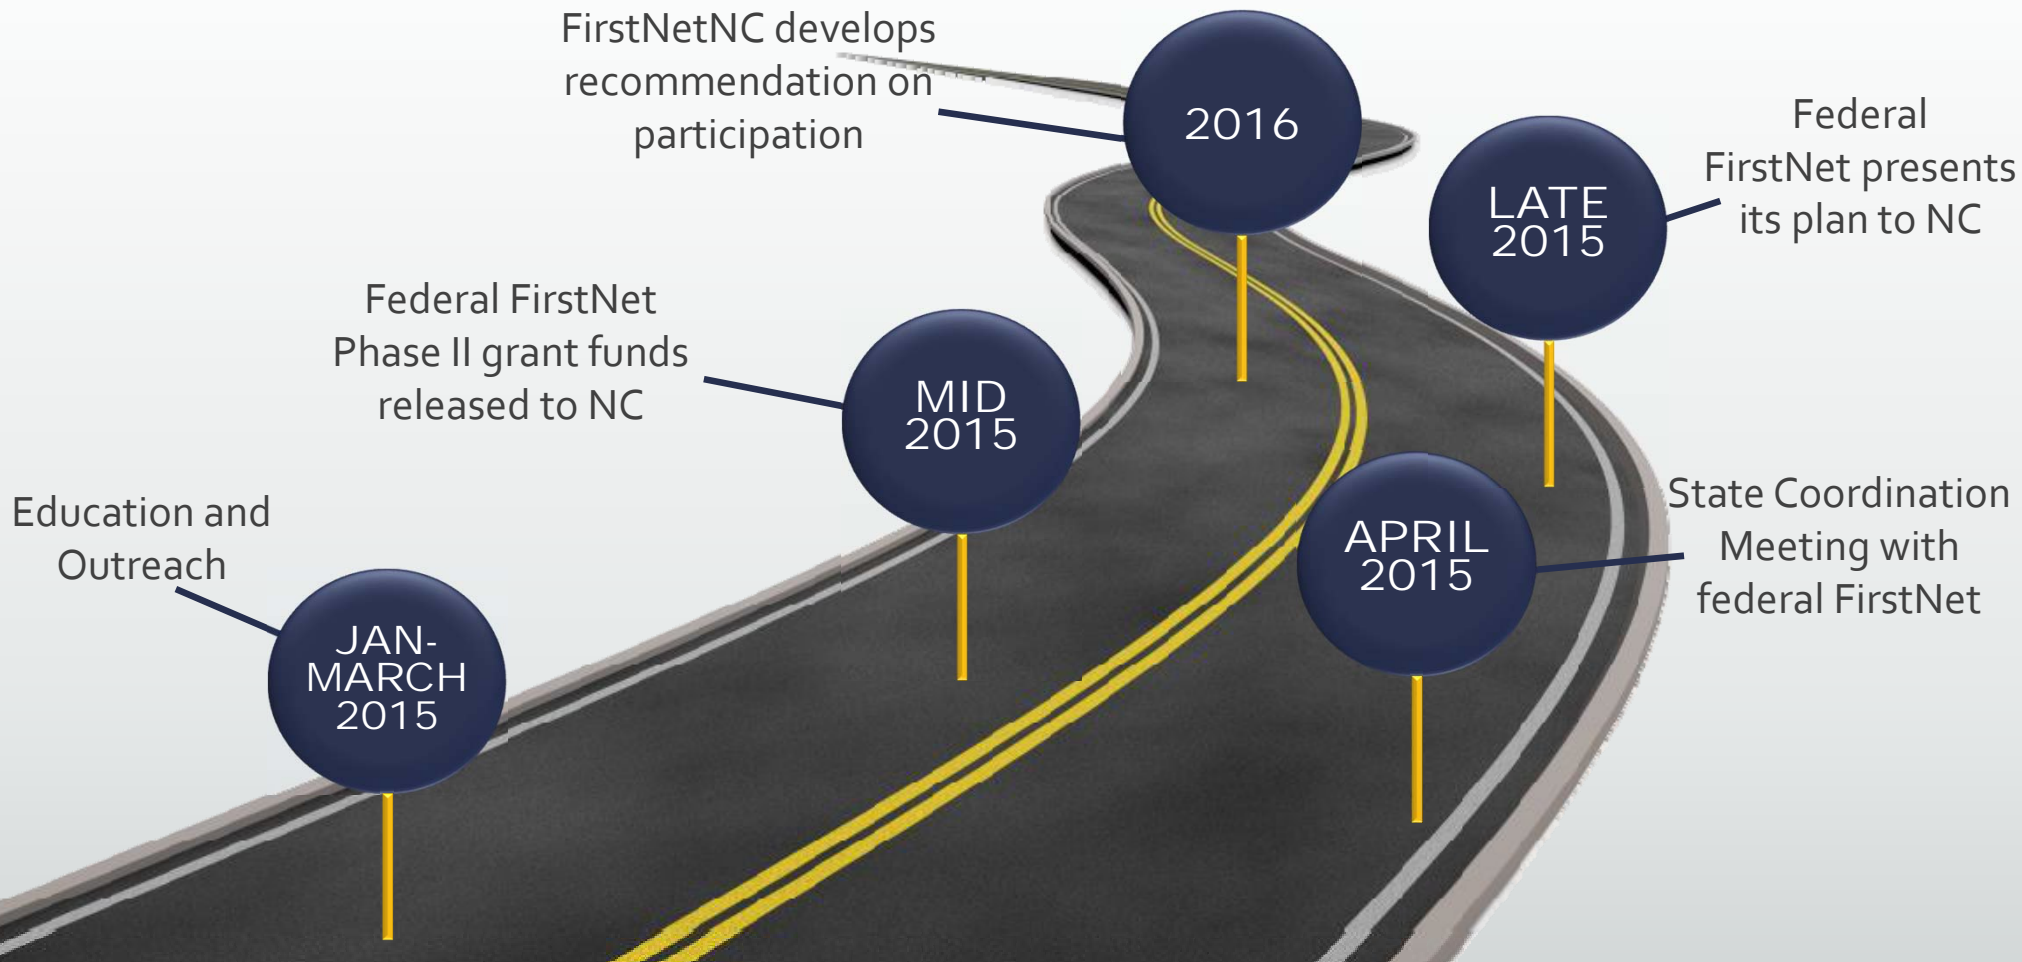 FirstNetNC develops
recommendation on
participation
2016
Federal
FirstNet presents
its plan to NC
LATE
2015
Federal FirstNet
Phase II grant funds
released to NC
MID
2015
State Coordination
Meeting with
federal FirstNet
APRIL
2015
Education and
Outreach
JAN-
MARCH
2015